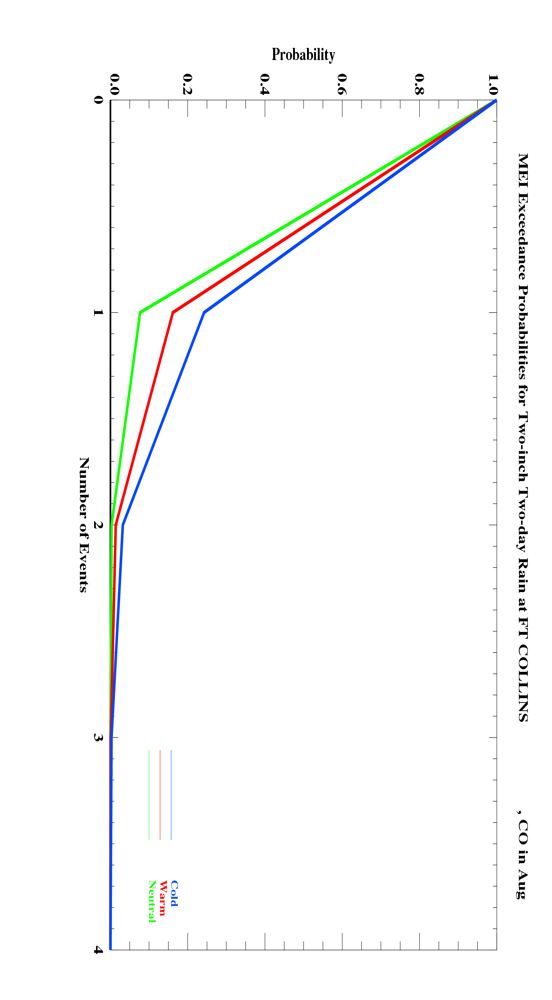 MEI Exceedance Probabilities for Two-inch Two-day Rain at FT COLLINS , CO in Aug
Probability
1.0
0.8
0.6
0.4
0.2
0.0
0 1 2 3 4
Number of Events
Cold
Warm
Neutral